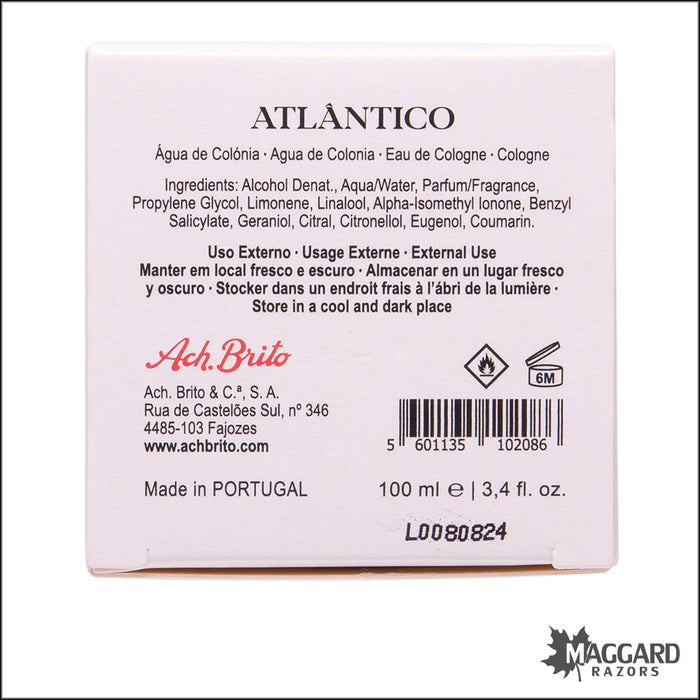 ATLÂNTICO
Água de Colónia · Agua de Colonia · Eau de Cologne · Cologne
Ingredients: Alcohol Denat., Aqua/Water, Parfum/Fragrance,
Propylene Glycol, Limonene, Linalool, Alpha-Isomethyl Ionone, Benzyl
Salicylate, Geraniol, Citral, Citronellol, Eugenol, Coumarin.
Uso Externo · Usage Externe · External Use
Manter em local fresco e escuro · Almacenar en un lugar fresco
y oscuro · Stocker dans un endroit frais à l'ábri de la lumière ·
Store in a cool and dark place
Ach. Brito
Ach. Brito & C.ª, S. A.
Rua de Castelões Sul, nº 346
4485-103 Fajozes
www.achbrito.com
6M
5 601135 102086
Made in PORTUGAL
100 ml ℮ | 3,4 fl. oz.
L0080824
MAGGARD
RAZORS